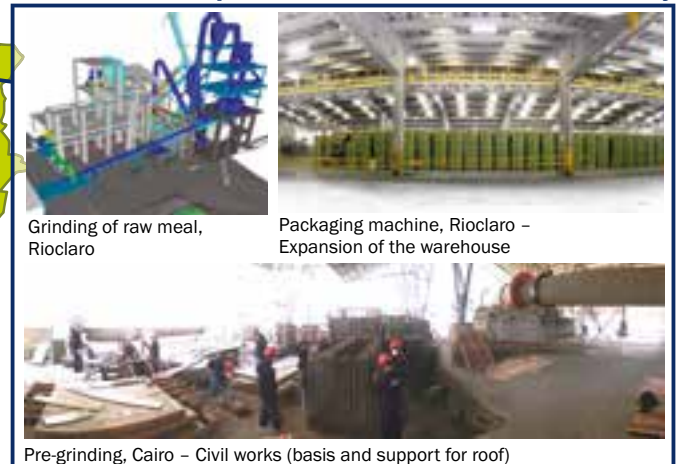 Grinding of raw meal,
Rioclaro
Packaging machine, Rioclaro –
Expansion of the warehouse
Pre-grinding, Cairo – Civil works (basis and support for roof)